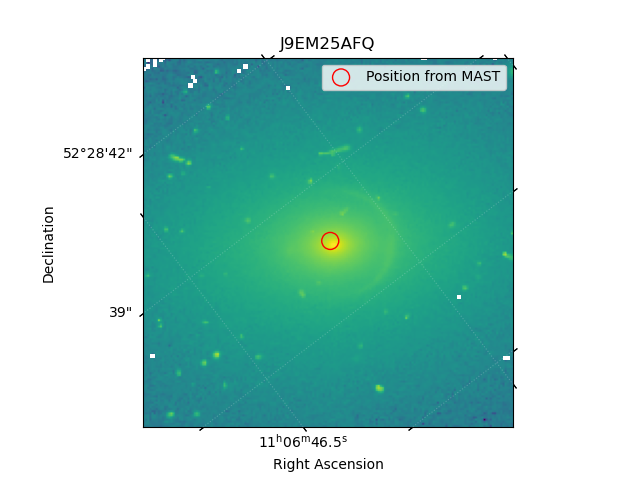 J9EM25AFQ
Position from MAST
52°28'42"
Declination
39"
11ʰ06ᵐ46.5ˢ
Right Ascension